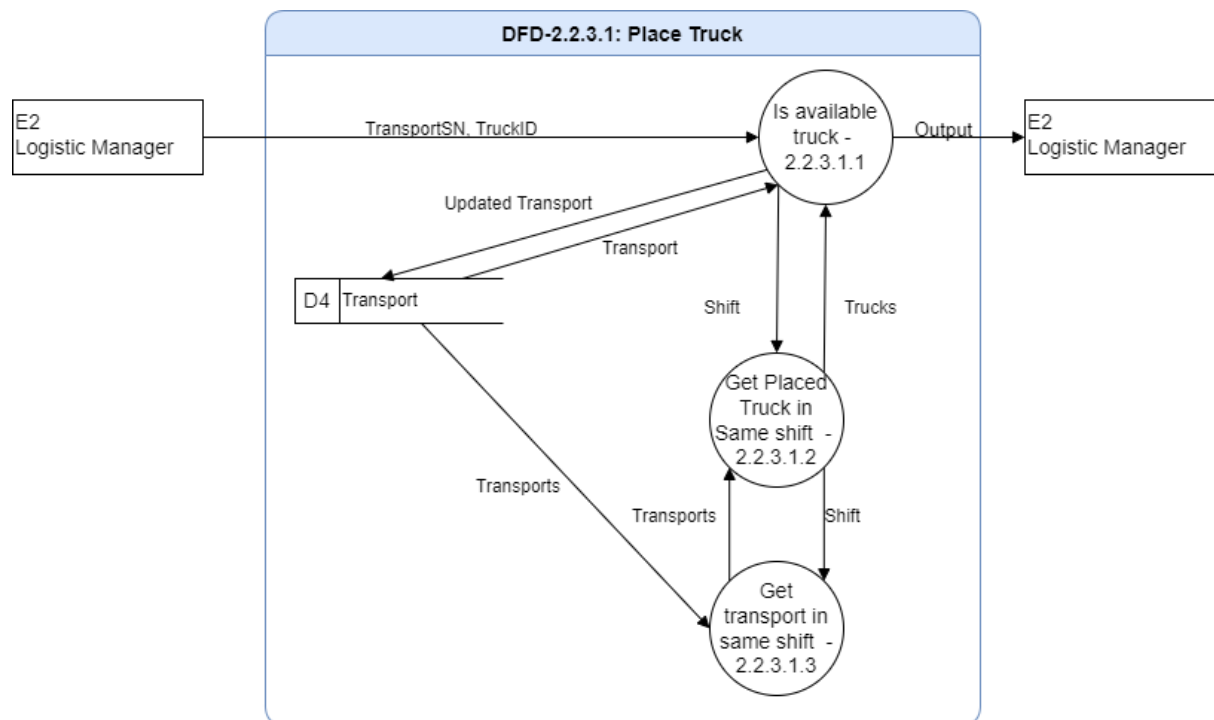 DFD-2.2.3.1: Place Truck
E2
Logistic Manager
TransportSN, TruckID
Is available
truck -
2.2.3.1.1
Output
E2
Logistic Manager
Updated Transport
Transport
D4
Transport
Shift
Trucks
Get Placed
Truck in
Same shift -
2.2.3.1.2
Transports
Transports
Shift
Get
transport in
same shift -
2.2.3.1.3